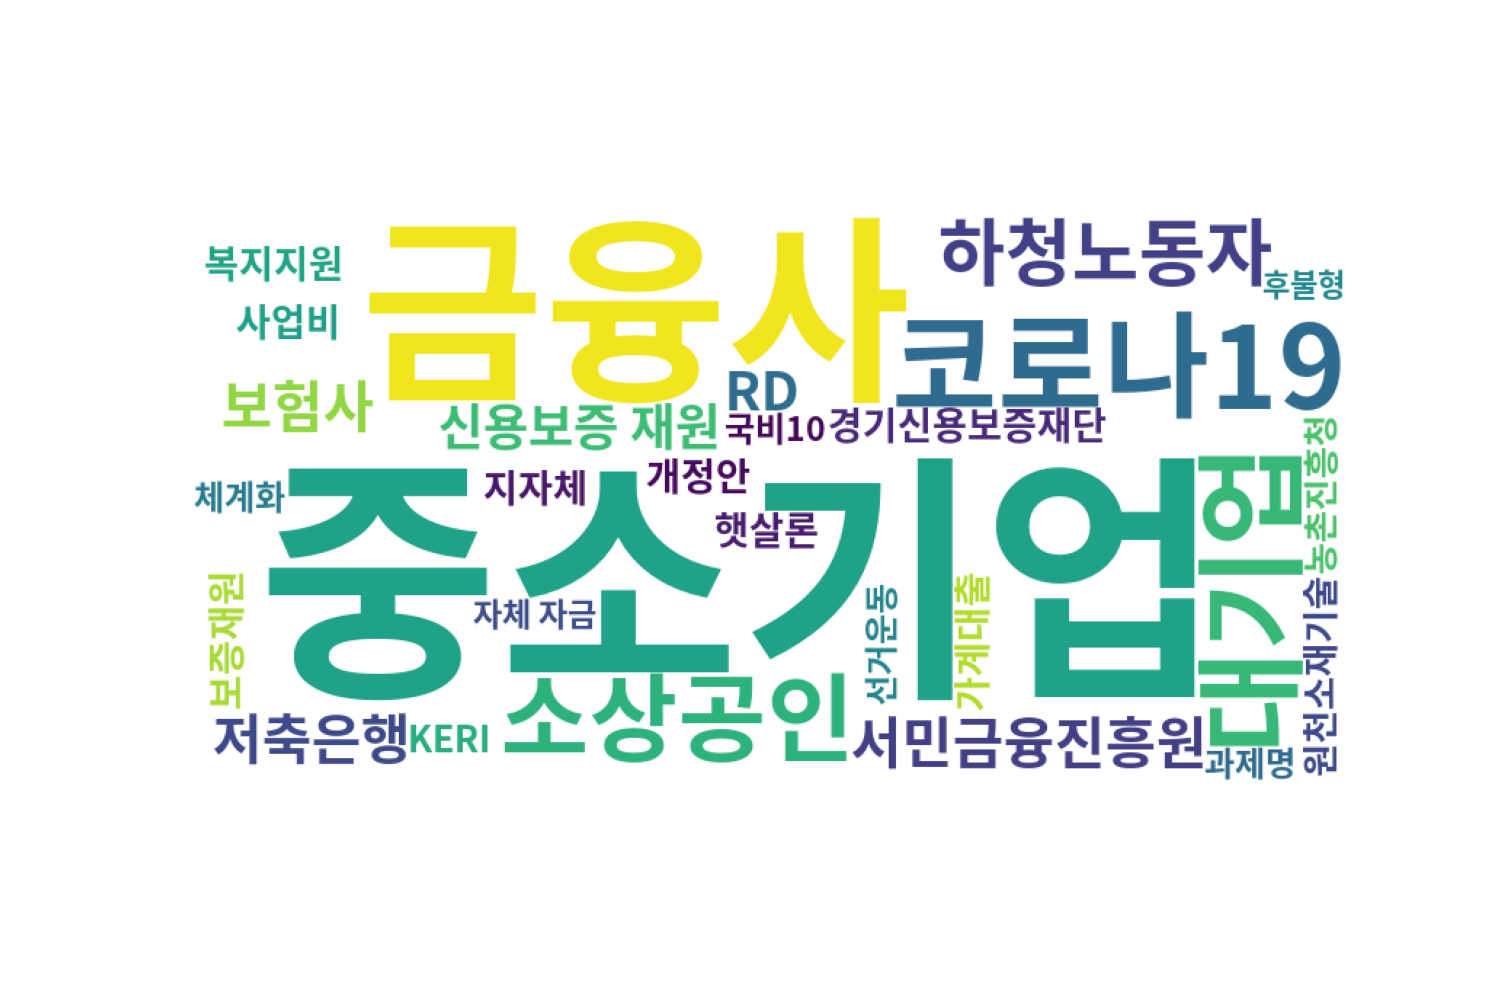 복지지원
금융사
하청노동자
후불형
사업비
코로나19
보험사
RD
신용보증 재원
국비10
경기신용보증재단
체계화
중소기업
지자체
개정안
햇살론
대기업
농촌진흥청
보증재원
자체 자금
선거운동
가계대출
원천소재기술
저축은행
KERI
소상공인
서민금융진흥원
과제명